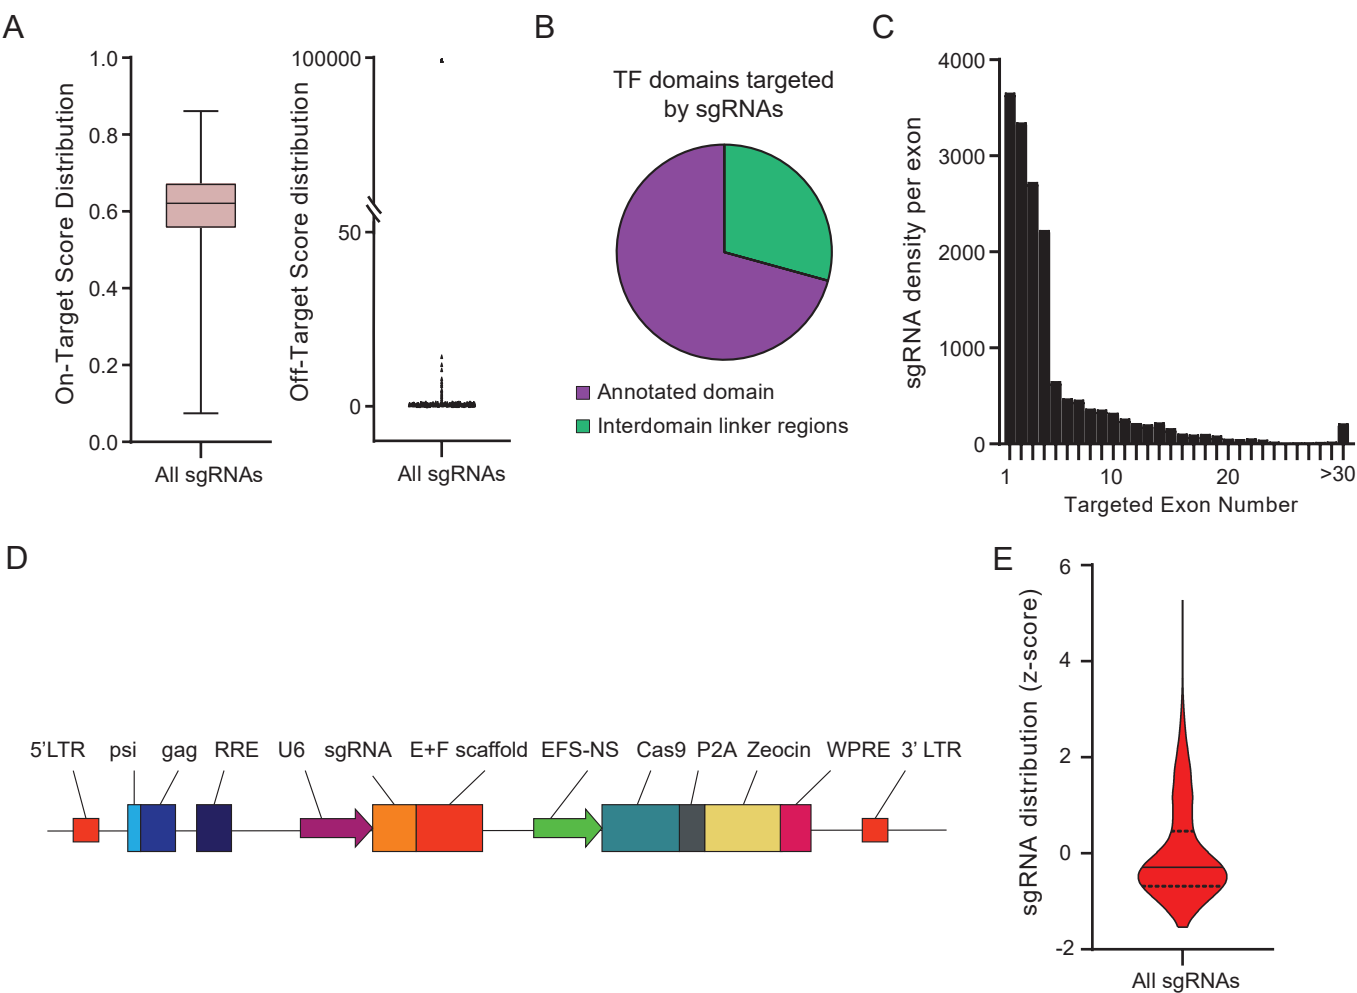 A
On-Target Score Distribution
1.0
0.8
0.6
0.4
0.2
0.0
All sgRNAs
Off-Target Score distribution
100000
50
0
All sgRNAs
B
TF domains targeted
by sgRNAs
Annotated domain
Interdomain linker regions
C
sgRNA density per exon
4000
3000
2000
1000
0
1
10
20
>30
Targeted Exon Number
D
5'LTR
psi
gag
RRE
U6
sgRNA
E+F scaffold
EFS-NS
Cas9
P2A
Zeocin
WPRE
3' LTR
E
sgRNA distribution (z-score)
6
4
2
0
-2
All sgRNAs